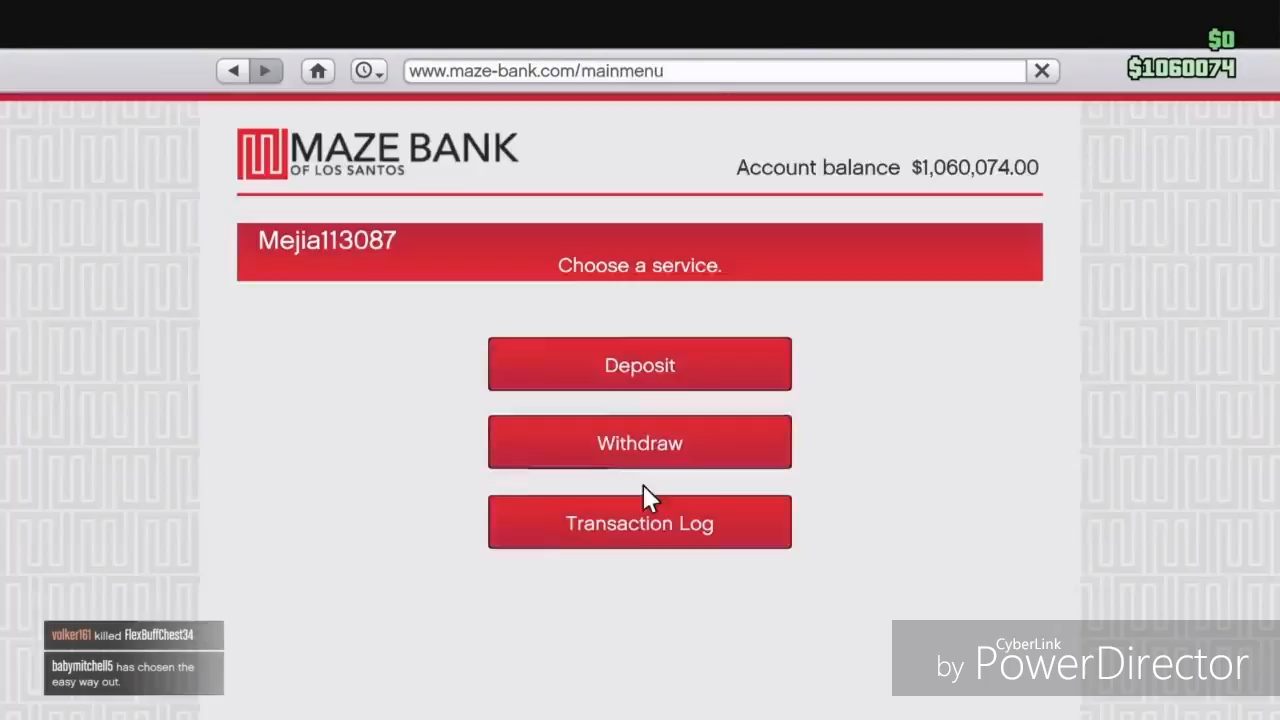 $0
www.maze-bank.com/mainmenu
$1060074
MAZE BANK
OF LOS SANTOS
Account balance $1,060,074.00
Mejia113087
Choose a service.
Deposit
Withdraw
Transaction Log
volker161 killed FlexBuffChest34
babymitchell5 has chosen the
easy way out.
CyberLink
by PowerDirector